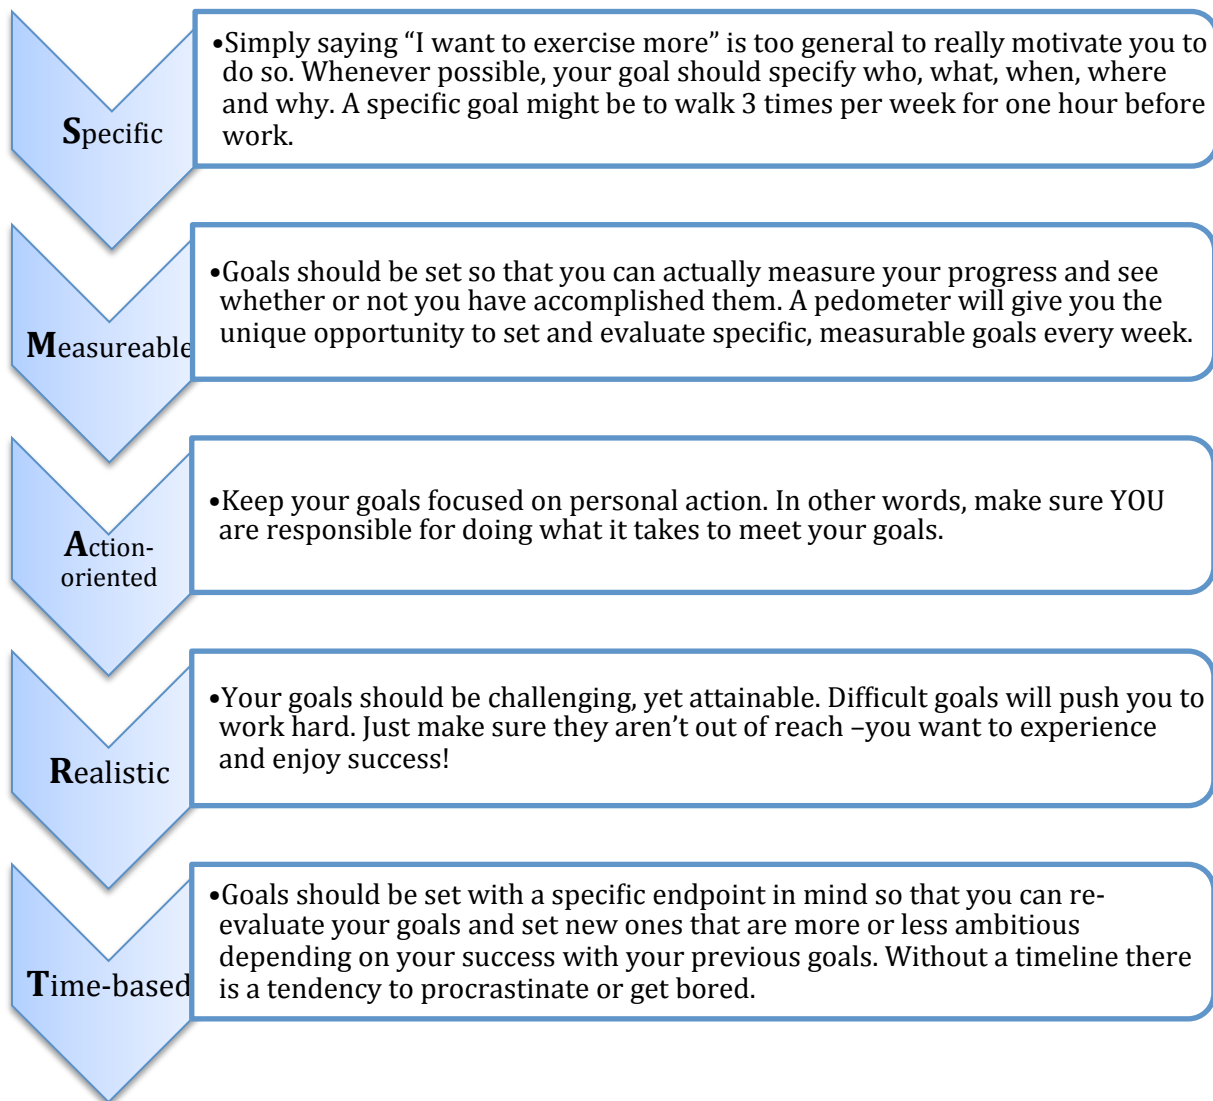 Specific
•Simply saying “I want to exercise more” is too general to really motivate you to
do so. Whenever possible, your goal should specify who, what, when, where
and why. A specific goal might be to walk 3 times per week for one hour before
work.
Measureable
•Goals should be set so that you can actually measure your progress and see
whether or not you have accomplished them. A pedometer will give you the
unique opportunity to set and evaluate specific, measurable goals every week.
Action-
oriented
•Keep your goals focused on personal action. In other words, make sure YOU
are responsible for doing what it takes to meet your goals.
Realistic
•Your goals should be challenging, yet attainable. Difficult goals will push you to
work hard. Just make sure they aren’t out of reach –you want to experience
and enjoy success!
Time-based
•Goals should be set with a specific endpoint in mind so that you can re-
evaluate your goals and set new ones that are more or less ambitious
depending on your success with your previous goals. Without a timeline there
is a tendency to procrastinate or get bored.